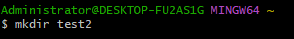 Administrator@DESKTOP-FU2AS1G MINGW64 ~
$ mkdir test2